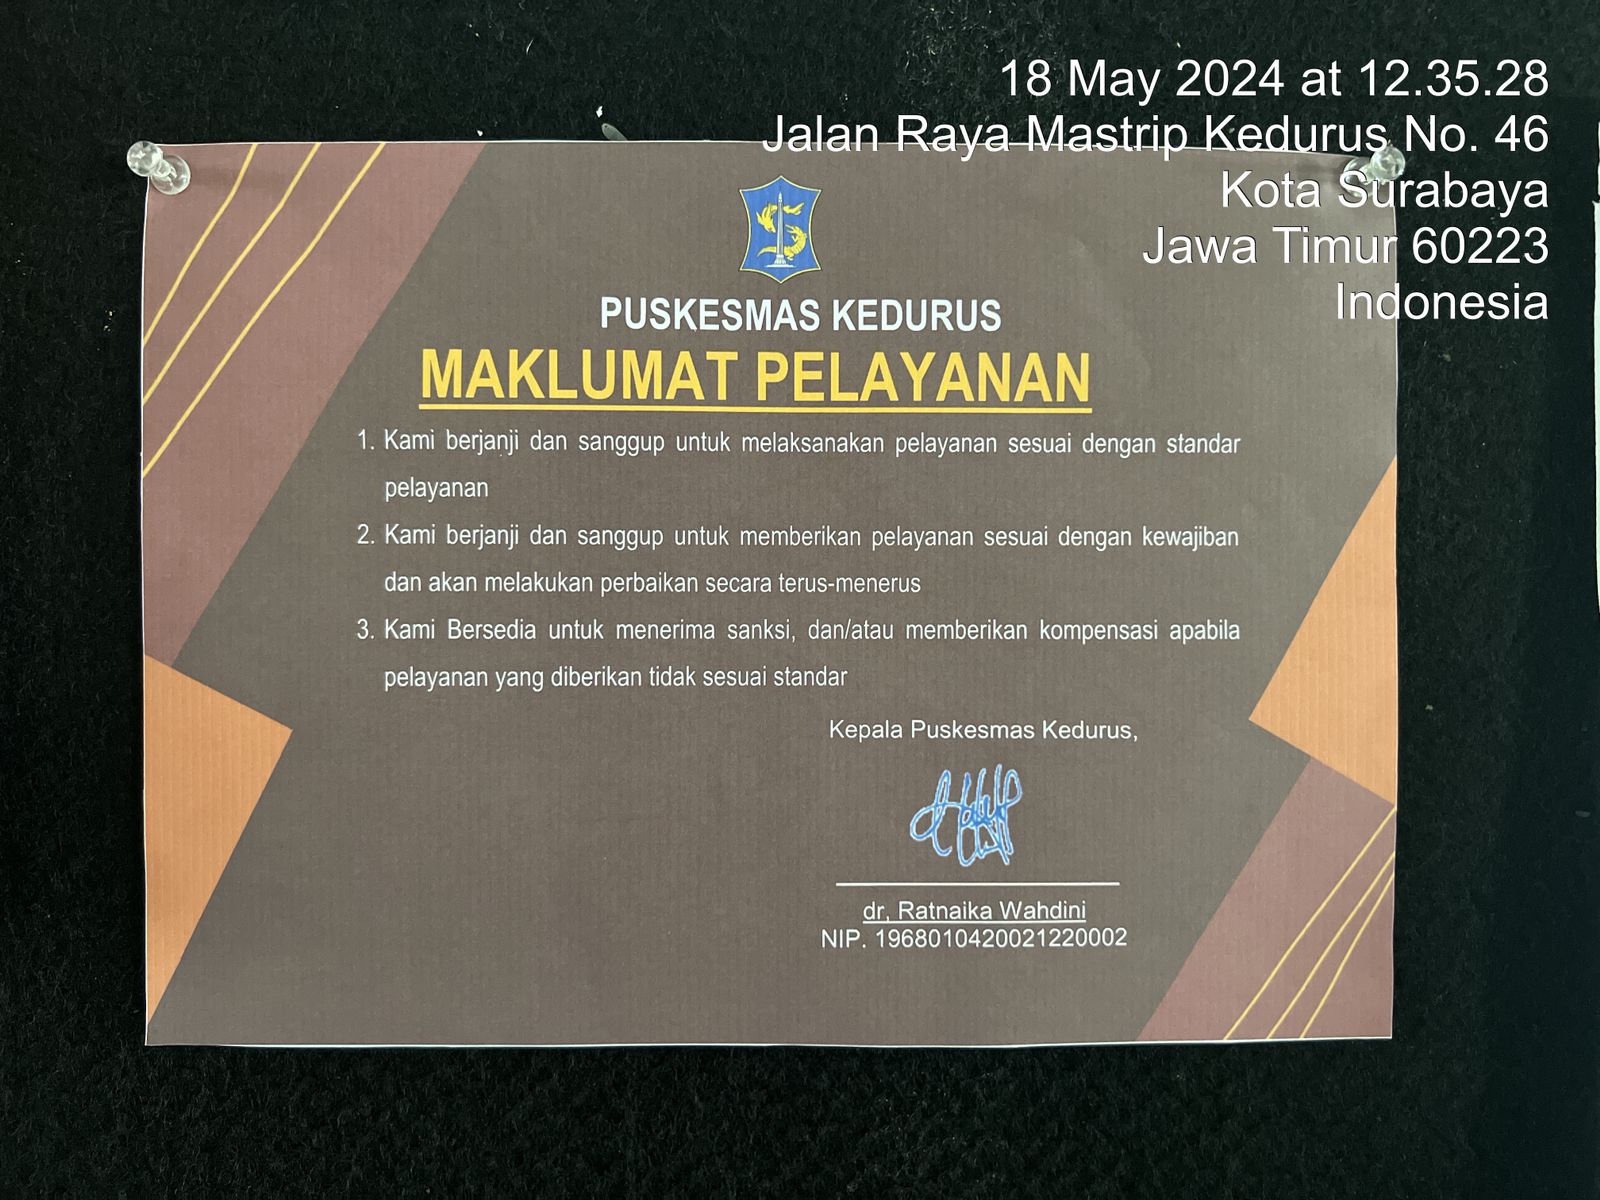 18 May 2024 at 12.35.28
Jalan Raya Mastrip Kedurus No. 46
Kota Surabaya
Jawa Timur 60223
Indonesia
PUSKESMAS KEDURUS
MAKLUMAT PELAYANAN
1. Kami berjanji dan sanggup untuk melaksanakan pelayanan sesuai dengan standar
pelayanan
2. Kami berjanji dan sanggup untuk memberikan pelayanan sesuai dengan kewajiban
dan akan melakukan perbaikan secara terus-menerus
3. Kami Bersedia untuk menerima sanksi, dan/atau memberikan kompensasi apabila
pelayanan yang diberikan tidak sesuai standar
Kepala Puskesmas Kedurus,
dr, Ratnaika Wahdini
NIP. 1968010420021220002